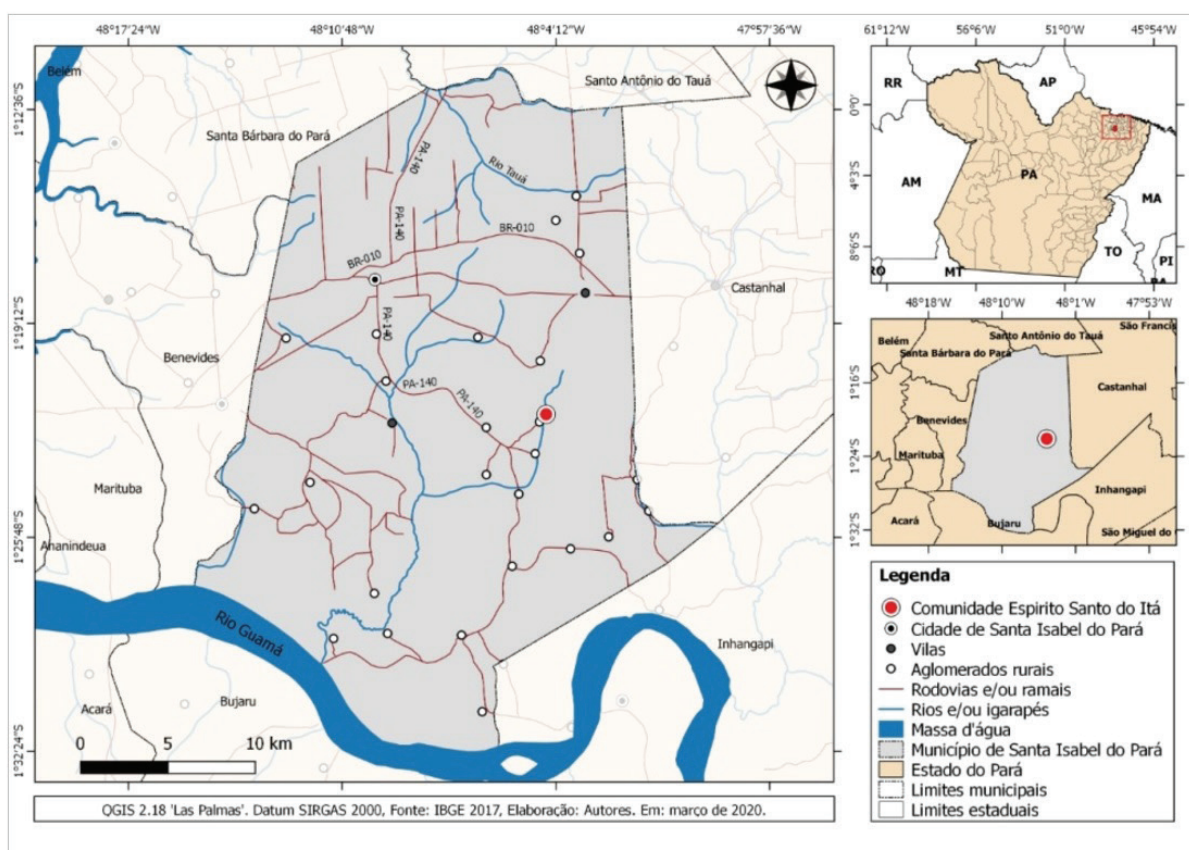 48°17'24"W 48°10'48"W 48°4'12"W 47°57'36"W
1°12'36"S
1°19'12"S
1°25'48"S
1°32'24"S
Belém
Santo Antônio do Tauá
Santa Bárbara do Pará
PA-140
Rio Tauá
PA-140
BR-010
BR-010
Castanhal
PA-140
Benevides
PA-140
PA-140
Marituba
Ananindeua
Rio Guamá
Inhangapi
Acará
Bujaru
0 5 10 km
QGIS 2.18 'Las Palmas'. Datum SIRGAS 2000, Fonte: IBGE 2017, Elaboração: Autores. Em: março de 2020.
61°12'W 56°6'W 51°0'W 45°54'W
0°0'
4°3'S
8°6'S
RR
AP
AM
PA
MA
TO
PI
RO
MT
48°18'W 48°10'W 48°1'W 47°53'W
1°16'S
1°24'S
1°32'S
São Francis
Santo Antônio do Tauá
Belém
Santa Bárbara do Pará
Castanhal
Benevides
Marituba
Inhangapi
Acará
Bujaru
São Miguel do
Legenda
Comunidade Espirito Santo do Itá
Cidade de Santa Isabel do Pará
Vilas
Aglomerados rurais
Rodovias e/ou ramais
Rios e/ou igarapés
Massa d'água
Município de Santa Isabel do Pará
Estado do Pará
Limites municipais
Limites estaduais